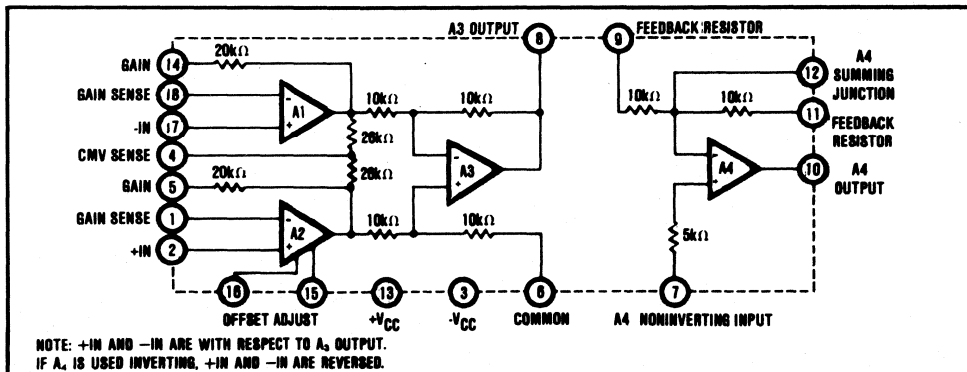 A3 OUTPUT
8
9
FEEDBACK RESISTOR
20kΩ
GAIN
14
12
A4
SUMMING
JUNCTION
GAIN SENSE
18
-
A1
+
10kΩ
10kΩ
10kΩ
10kΩ
11
FEEDBACK
RESISTOR
-IN
17
CMV SENSE
4
-
A3
+
-
A4
+
10
A4
OUTPUT
GAIN
5
20kΩ
GAIN SENSE
1
-
A2
+
10kΩ
10kΩ
5kΩ
+IN
2
16
15
13
3
6
7
OFFSET ADJUST
+VCC
-VCC
COMMON
A4 NONINVERTING INPUT
NOTE: +IN AND −IN ARE WITH RESPECT TO A3 OUTPUT.
IF A4 IS USED INVERTING, +IN AND −IN ARE REVERSED.